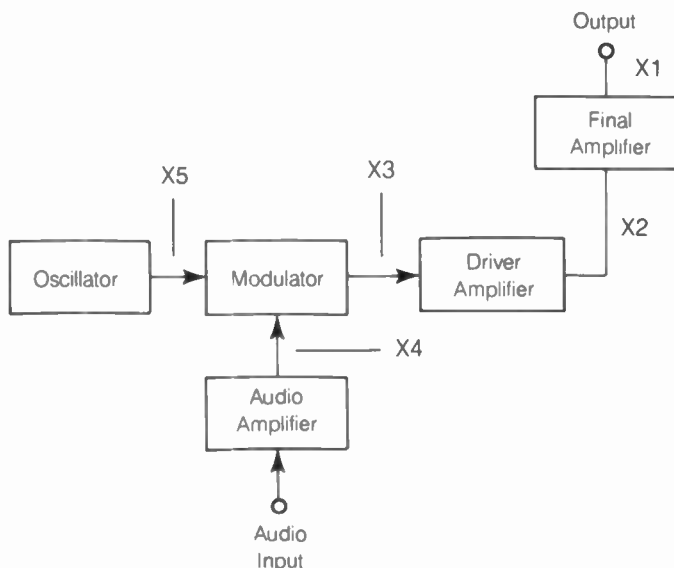 Output
X1
Final
Amplifier
X5
X3
X2
Oscillator
Modulator
Driver
Amplifier
X4
Audio
Amplifier
Audio
Input